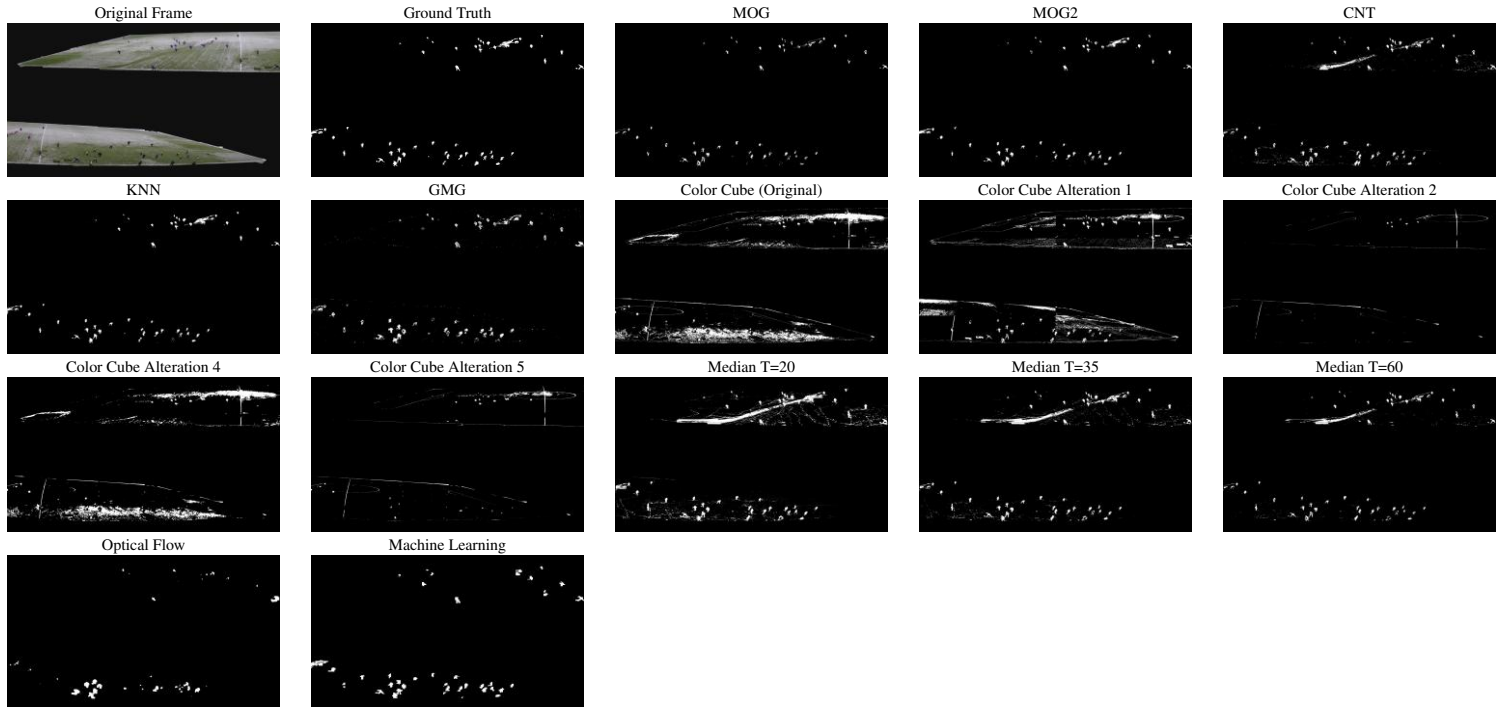 Original Frame
Ground Truth
MOG
MOG2
CNT
KNN
GMG
Color Cube (Original)
Color Cube Alteration 1
Color Cube Alteration 2
Color Cube Alteration 4
Color Cube Alteration 5
Median T=20
Median T=35
Median T=60
Optical Flow
Machine Learning